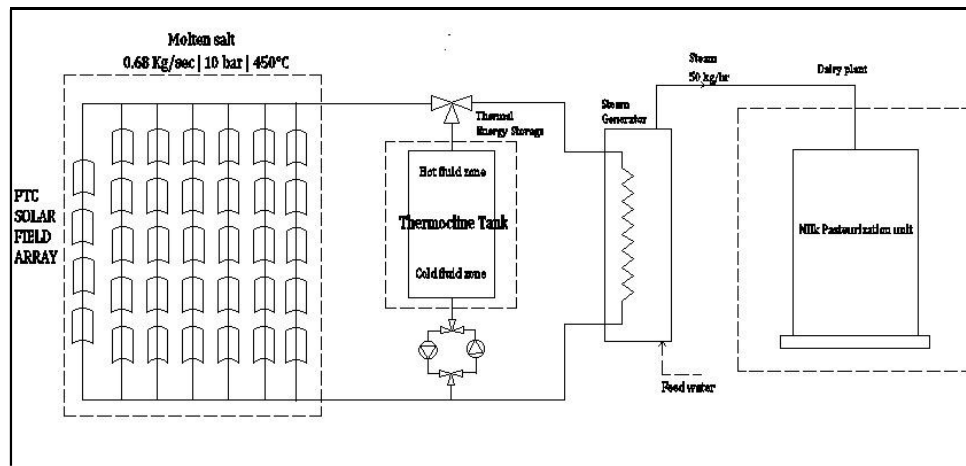 Molten salt
0.68 Kg/sec | 10 bar | 450°C
PTC
SOLAR
FIELD
ARRAY
Thermal
Energy Storage
Hot fluid zone
Thermocline Tank
Cold fluid zone
Steam
Generator
Steam
50 kg/hr
Feed water
Dairy plant
Milk Pasteurization unit